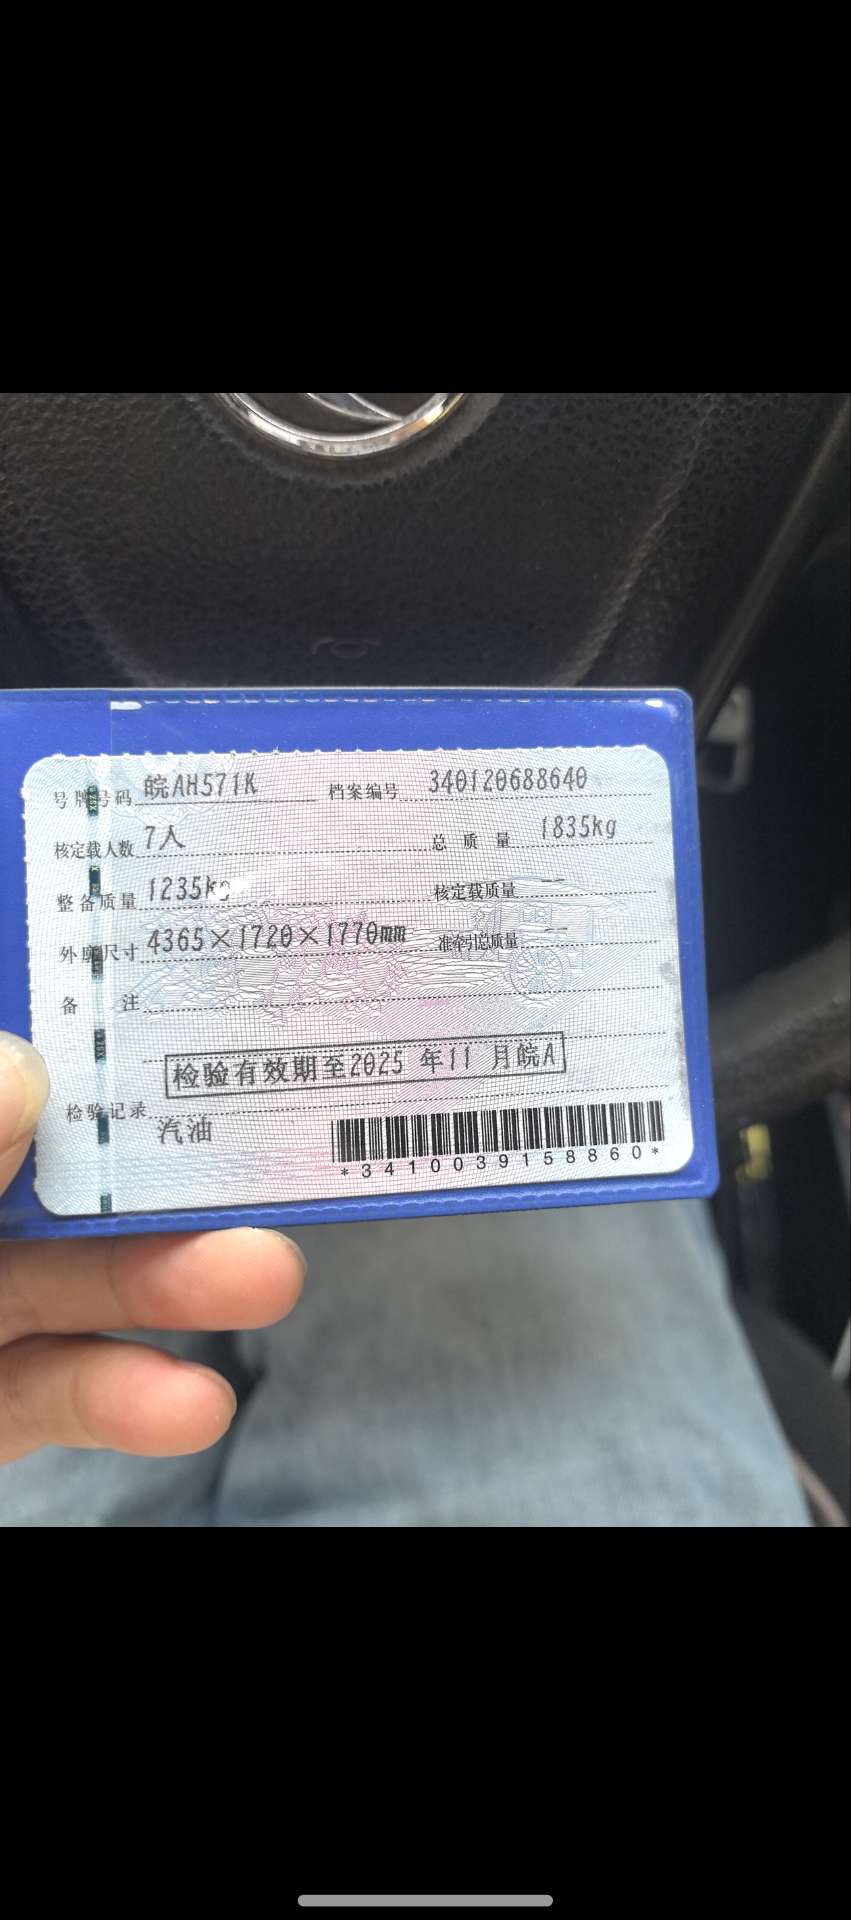 号牌号码 皖AH571K 档案编号 340120688640
核定载人数 7人 总质量 1835kg
整备质量 1235kg 核定载质量 --
外廓尺寸 4365×1720×1770mm 准牵引总质量 --
备注
检验有效期至2025 年11 月皖A
检验记录
汽油
*3410039158860*